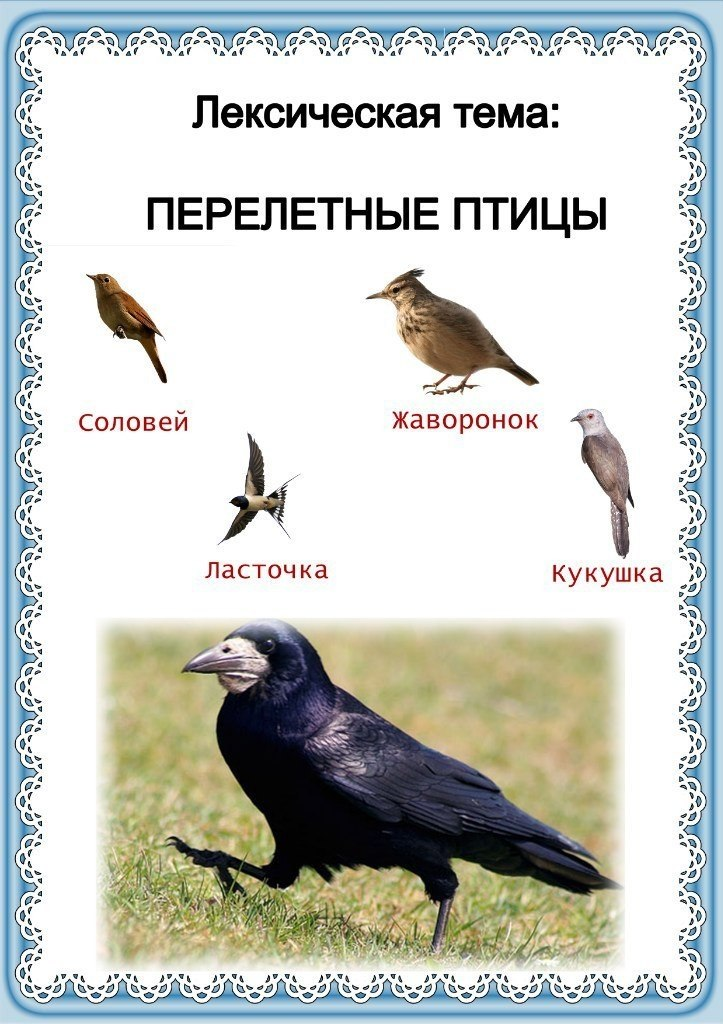 Лексическая тема:
ПЕРЕЛЕТНЫЕ ПТИЦЫ
Соловей
Жаворонок
Ласточка
Кукушка